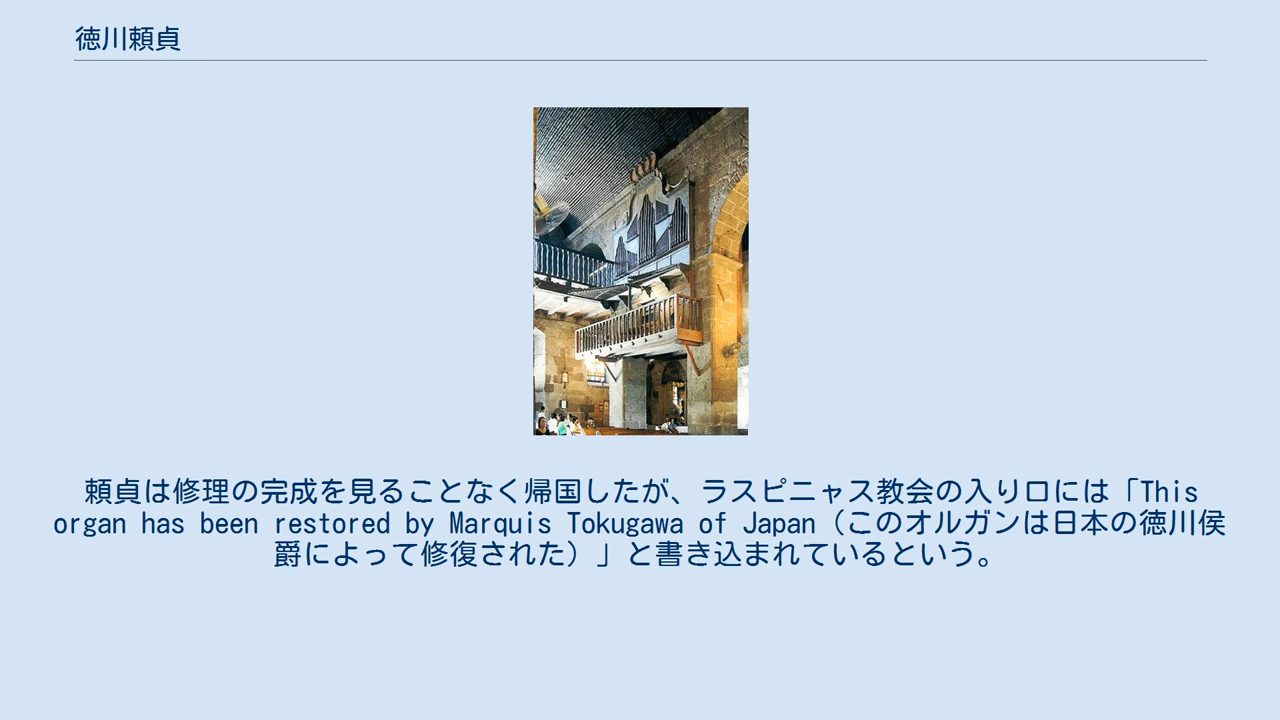 徳川頼貞
頼貞は修理の完成を見ることなく帰国したが、ラスピニャス教会の入り口には「This
organ has been restored by Marquis Tokugawa of Japan（このオルガンは日本の徳川侯
爵によって修復された）」と書き込まれているという。